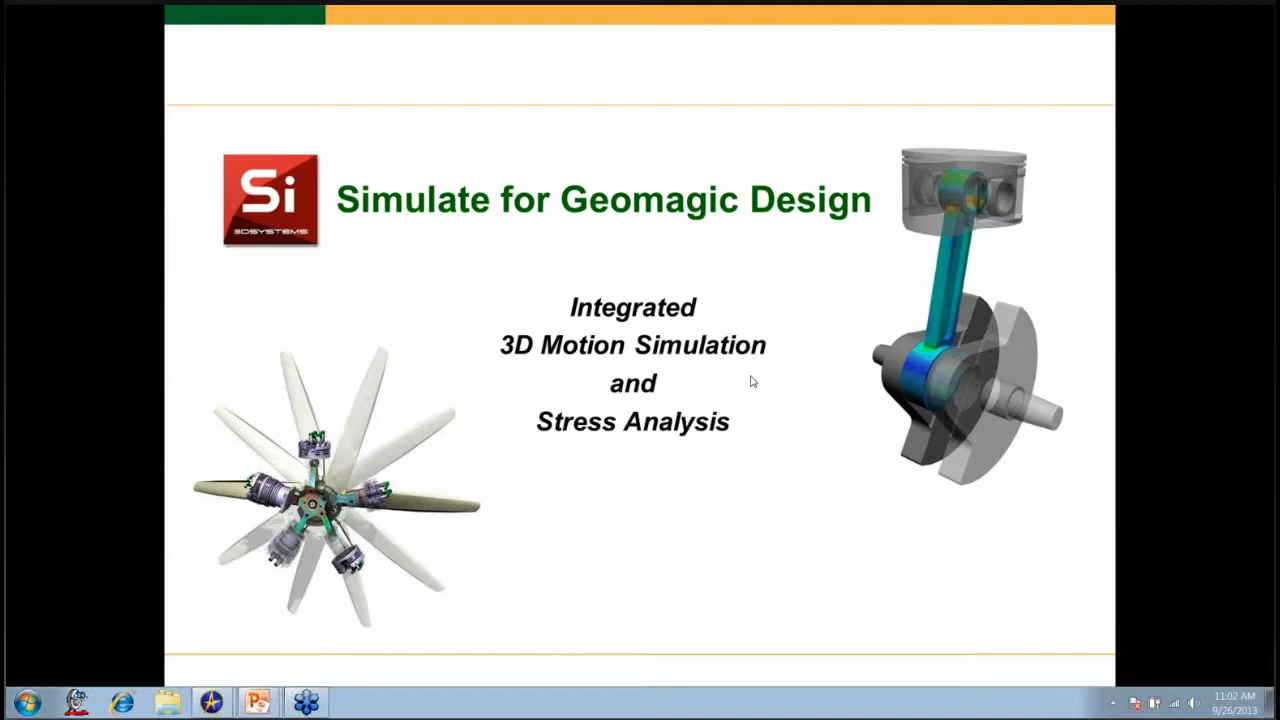 Si
3DSYSTEMS
Simulate for Geomagic Design
Integrated
3D Motion Simulation
and
Stress Analysis
11:02 AM
9/26/2013